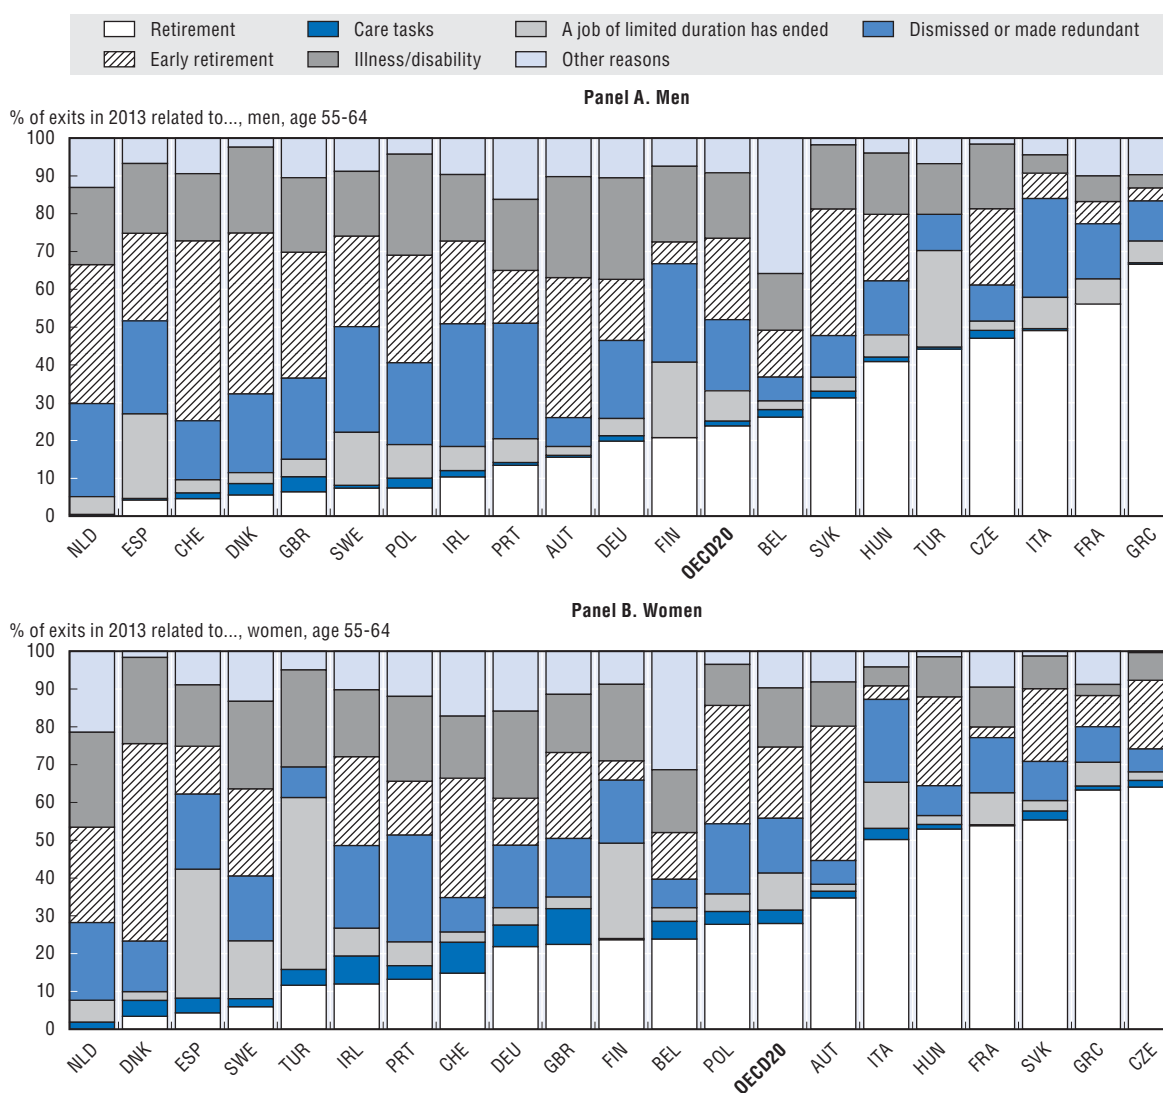 Retirement Care tasks A job of limited duration has ended Dismissed or made redundant
Early retirement Illness/disability Other reasons
Panel A. Men
% of exits in 2013 related to..., men, age 55-64
100
90
80
70
60
50
40
30
20
10
0
NLD ESP CHE DNK GBR SWE POL IRL PRT AUT DEU FIN OECD20 BEL SVK HUN TUR CZE ITA FRA GRC
Panel B. Women
% of exits in 2013 related to..., women, age 55-64
100
90
80
70
60
50
40
30
20
10
0
NLD DNK ESP SWE TUR IRL PRT CHE DEU GBR FIN BEL POL OECD20 AUT ITA HUN FRA SVK GRC CZE